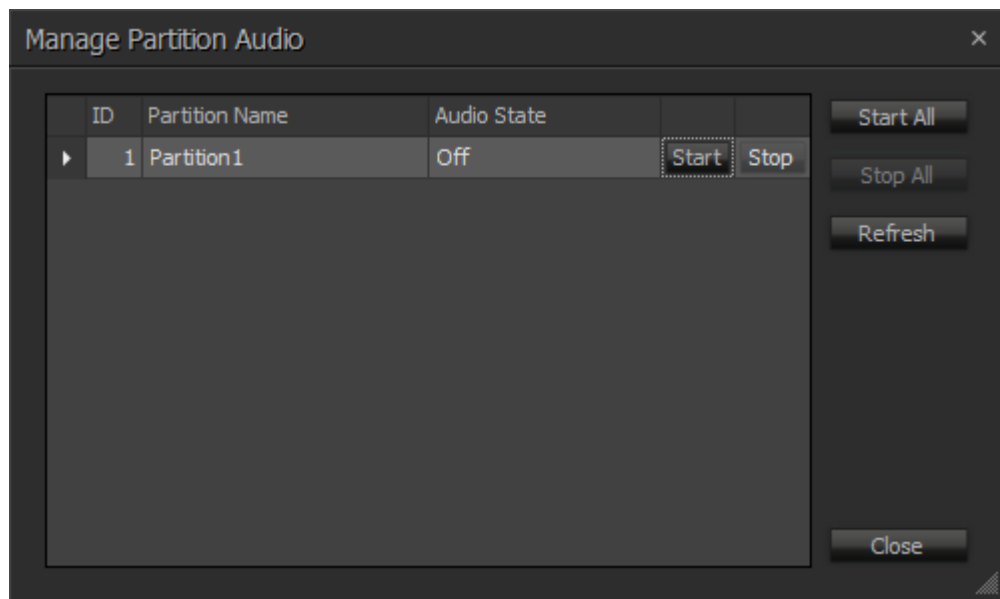 Manage Partition Audio
ID Partition Name Audio State
1 Partition1 Off Start Stop
Start All
Stop All
Refresh
Close